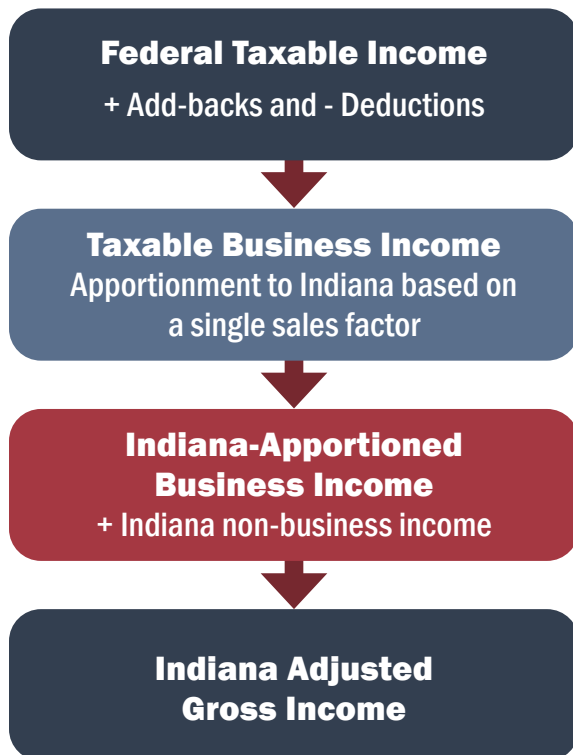 Federal Taxable Income
+ Add-backs and - Deductions
Taxable Business Income
Apportionment to Indiana based on
a single sales factor
Indiana-Apportioned
Business Income
+ Indiana non-business income
Indiana Adjusted
Gross Income